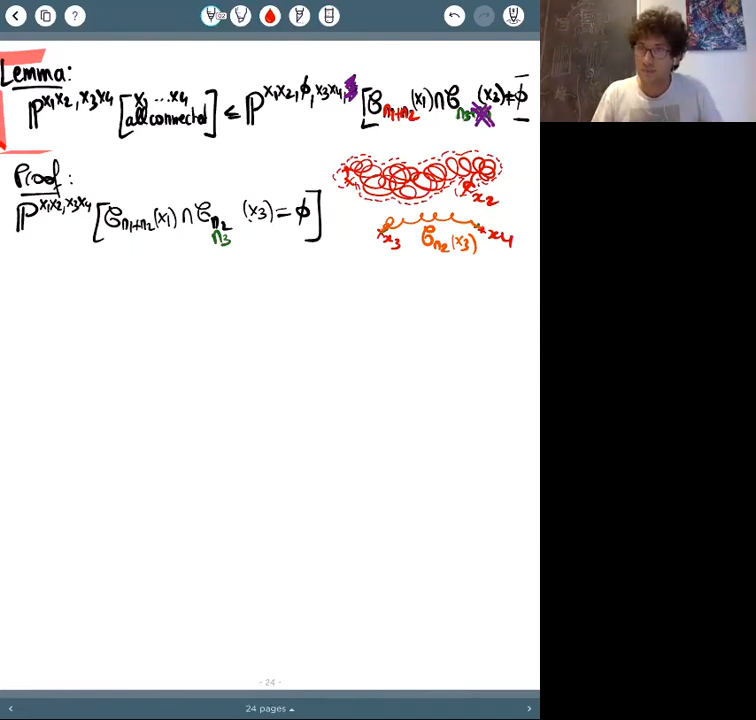 Lemma:
P^{x₁x₂,x₃x₄} [x₁...x₄ all connected] ≤ P^{x₁x₂,∅,x₃x₄,} [C_{n₁+n₂}(x₁) ∩ C_{n₃}(x₃) ≠ ∅
Proof:
P^{x₁x₂,x₃x₄} [C_{n₁+n₂}(x₁) ∩ C_{n₂}(x₃) = ∅]
n₃
x₁
x₂
x₃ C_{n₂}(x₃) x₄
- 24 -
24 pages